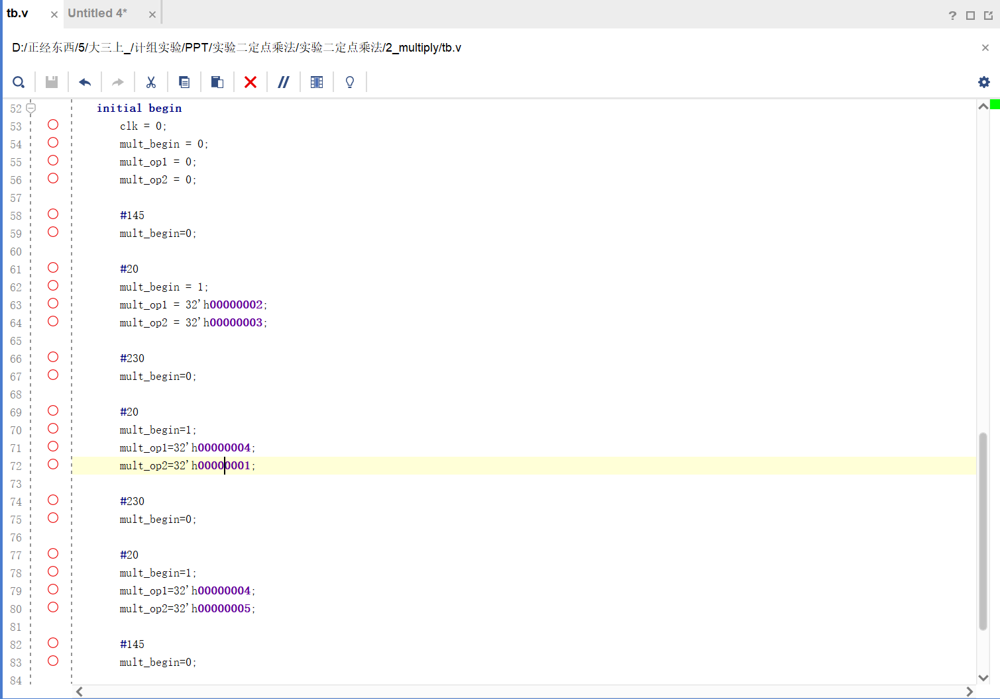 tb.v × Untitled 4* ×
?
D:/正经东西/5/大三上_/计组实验/PPT/实验二定点乘法/实验二定点乘法/2_multiply/tb.v ×
52 initial begin
53 clk = 0;
54 mult_begin = 0;
55 mult_op1 = 0;
56 mult_op2 = 0;
57
58 #145
59 mult_begin=0;
60
61 #20
62 mult_begin = 1;
63 mult_op1 = 32'h00000002;
64 mult_op2 = 32'h00000003;
65
66 #230
67 mult_begin=0;
68
69 #20
70 mult_begin=1;
71 mult_op1=32'h00000004;
72 mult_op2=32'h00000001;
73
74 #230
75 mult_begin=0;
76
77 #20
78 mult_begin=1;
79 mult_op1=32'h00000004;
80 mult_op2=32'h00000005;
81
82 #145
83 mult_begin=0;
84